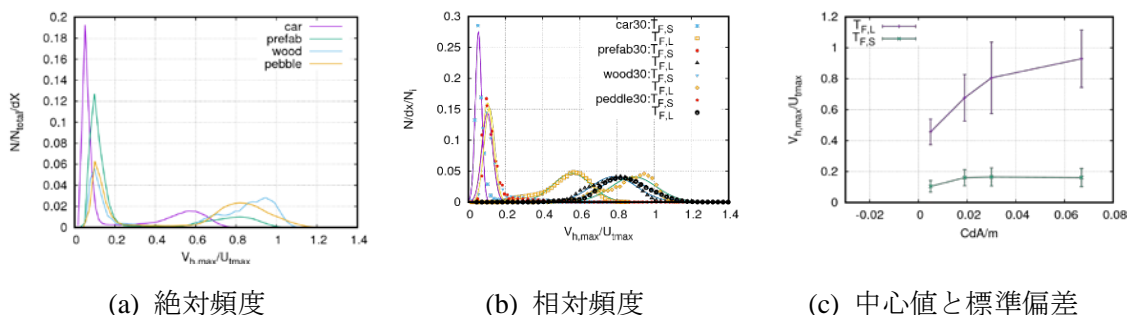 0.2
0.18
0.16
0.14
0.12
0.1
0.08
0.06
0.04
0.02
0
N/N_total/dX
car
prefab
wood
pebble
0 0.2 0.4 0.6 0.8 1 1.2 1.4
V_h,max/U_tmax
(a) 絶対頻度
0.3
0.25
0.2
0.15
0.1
0.05
0.0
N/dx/N_i
car30:T_F,S
T_F,L
prefab30:T_F,S
T_F,L
wood30:T_F,S
T_F,L
peddle30:T_F,S
T_F,L
0 0.2 0.4 0.6 0.8 1 1.2 1.4
V_h,max/U_tmax
(b) 相対頻度
1.4
1.2
1
0.8
0.6
0.4
0.2
0
V_h,max/U_tmax
T_F,L
T_F,S
-0.02 0 0.02 0.04 0.06 0.08
CdA/m
(c) 中心値と標準偏差